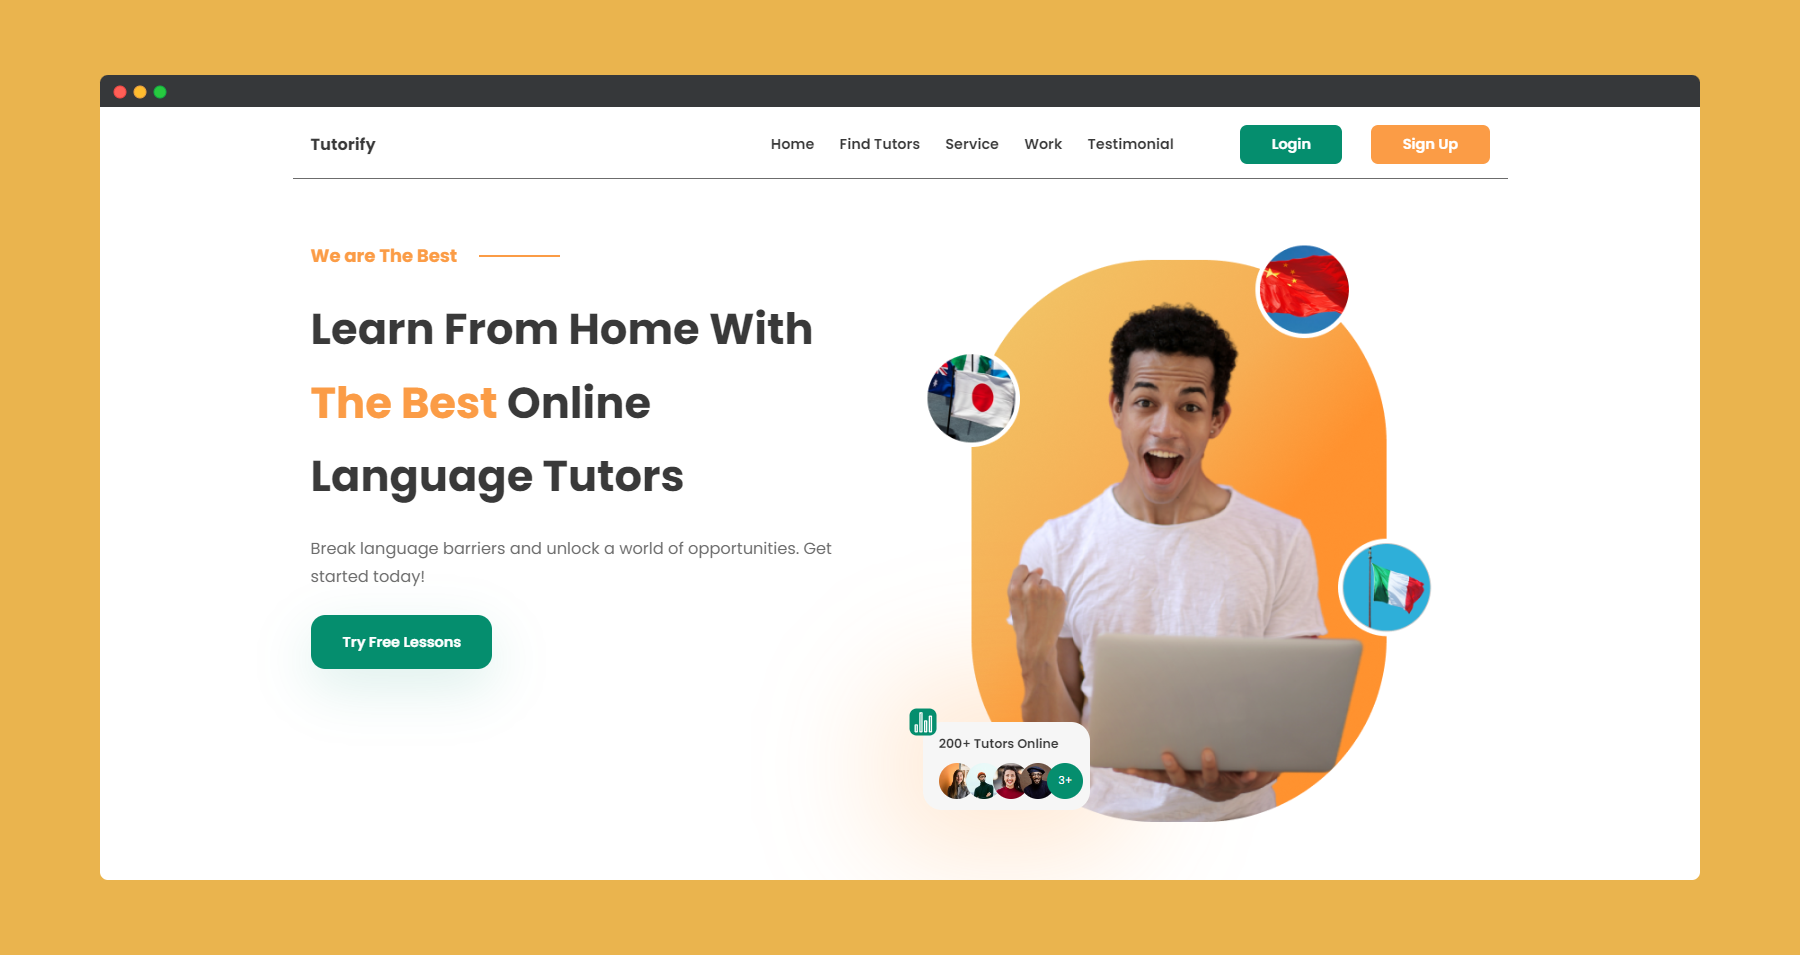 Tutorify
Home
Find Tutors
Service
Work
Testimonial
Login
Sign Up
We are The Best
Learn From Home With
The Best Online
Language Tutors
Break language barriers and unlock a world of opportunities. Get
started today!
Try Free Lessons
200+ Tutors Online
3+